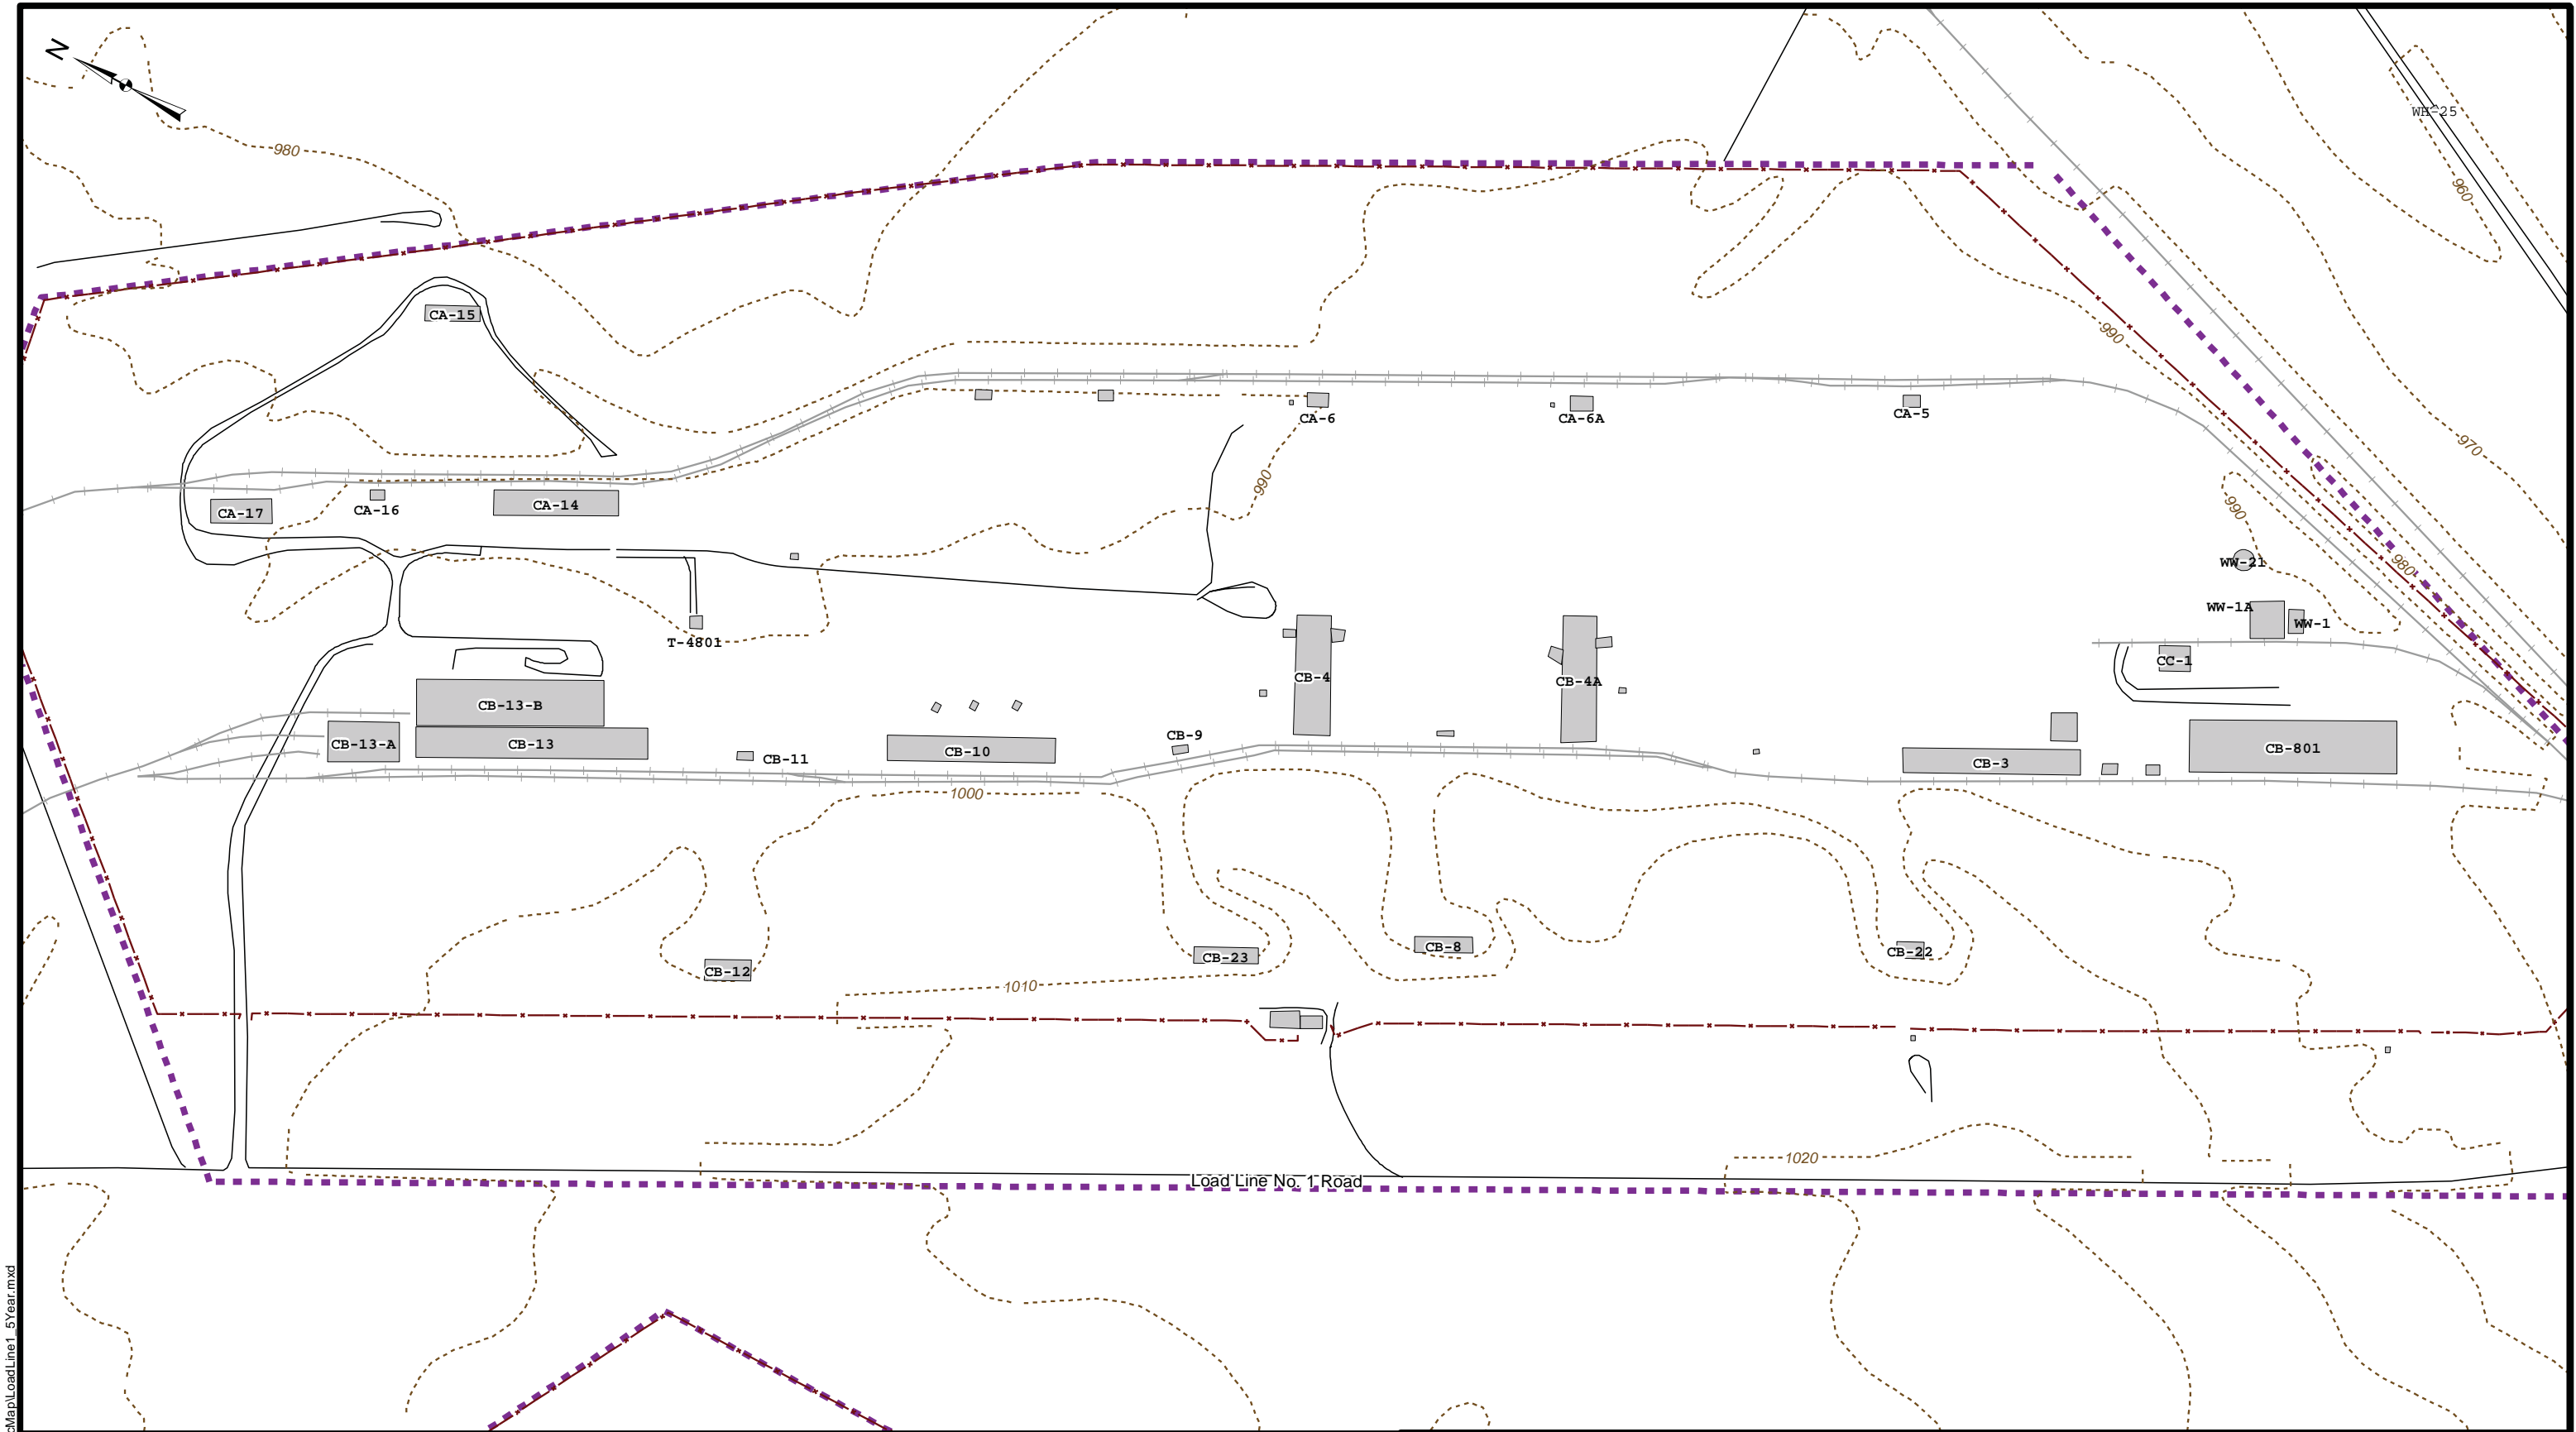 N
WH-25
980
960
CA-15
990
CA-6
CA-6A
CA-5
970
990
CA-14
CA-17
CA-16
990
WW-21
980
WW-1A
WW-1
T-4801
CC-1
CB-4
CB-4A
CB-13-B
CB-13-A
CB-13
CB-9
CB-10
CB-11
CB-3
CB-801
1000
CB-8
CB-22
CB-23
CB-12
1010
1020
Load Line No. 1 Road
cMap\LoadLine1_5Year.mxd